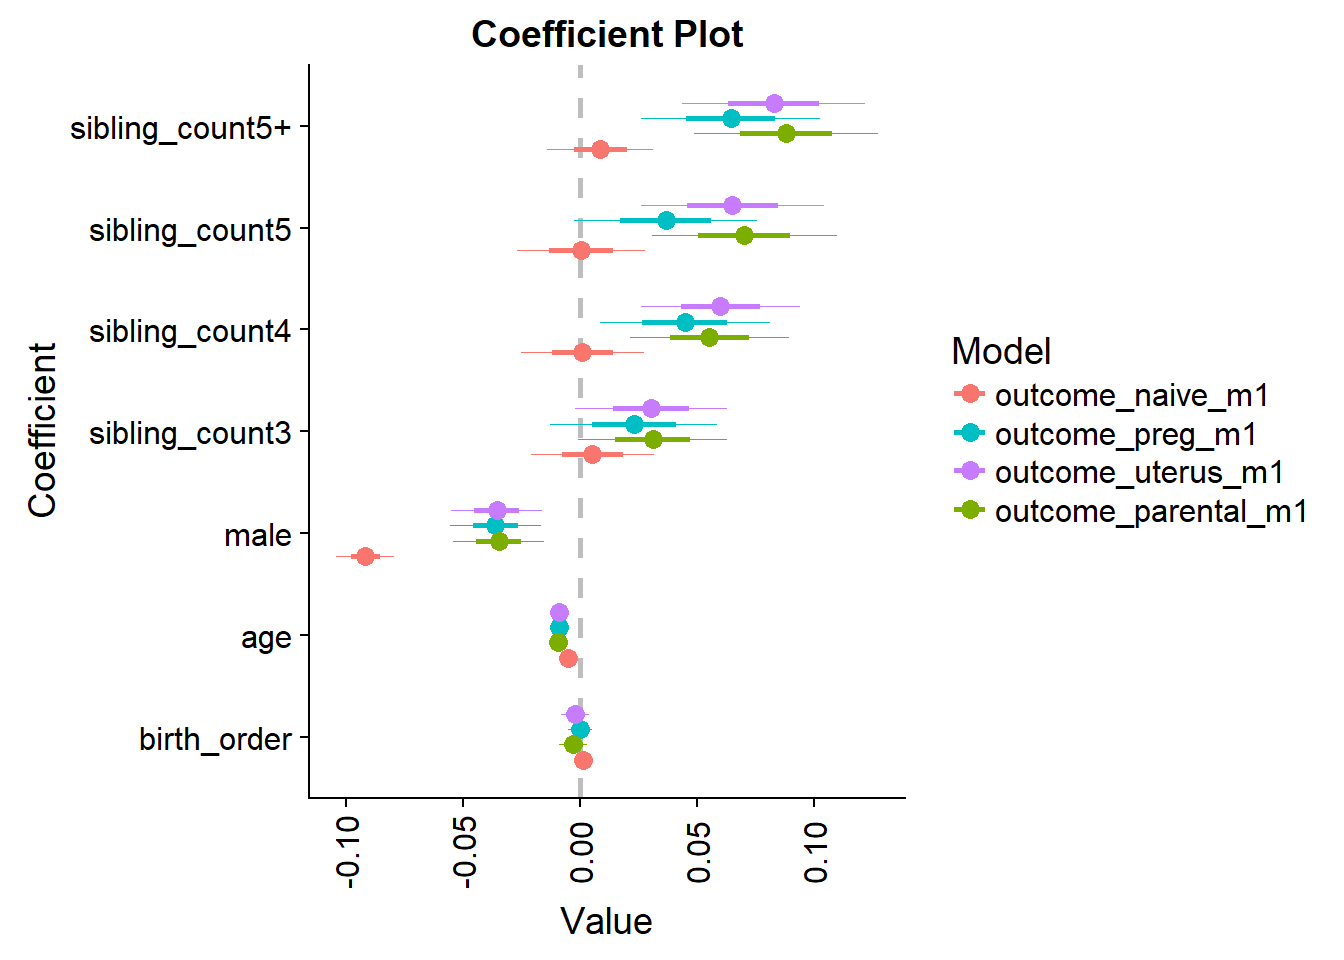 Coefficient Plot
Coefficient
sibling_count5+
sibling_count5
sibling_count4
sibling_count3
male
age
birth_order
-0.10
-0.05
0.00
0.05
0.10
Value
Model
outcome_naive_m1
outcome_preg_m1
outcome_uterus_m1
outcome_parental_m1